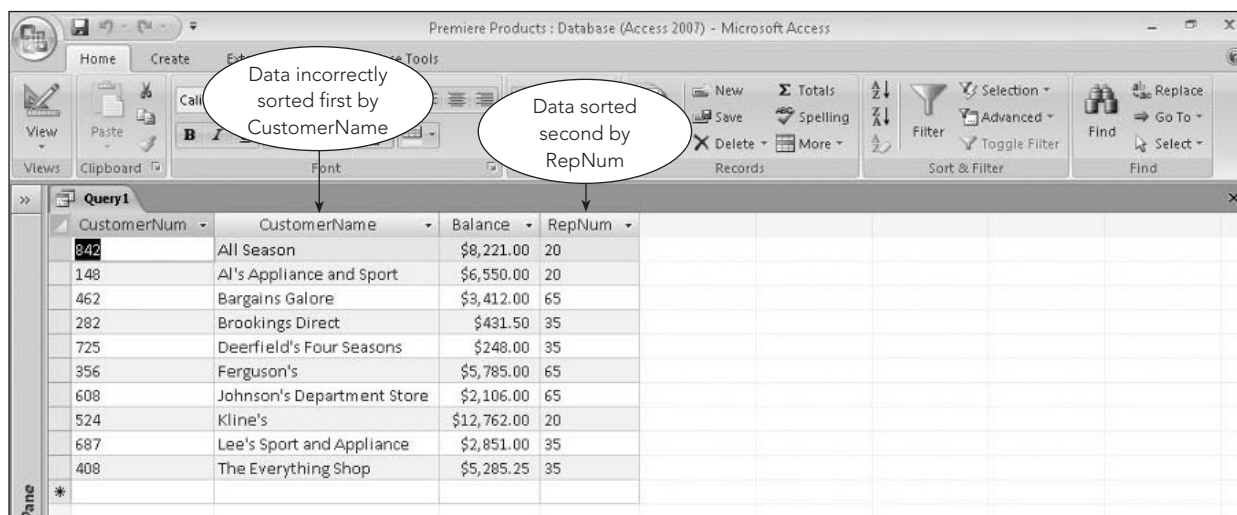 Premiere Products : Database (Access 2007) - Microsoft Access
Home Create Tools
Data incorrectly
sorted first by
CustomerName
Data sorted
second by
RepNum
View
Views
Paste
Clipboard
Cali
B I
Font
New
Save
Delete
Totals
Spelling
More
Records
Filter
Selection
Advanced
Toggle Filter
Sort & Filter
Find
Replace
Go To
Select
Find
Query1
CustomerNum CustomerName Balance RepNum
842 All Season $8,221.00 20
148 Al's Appliance and Sport $6,550.00 20
462 Bargains Galore $3,412.00 65
282 Brookings Direct $431.50 35
725 Deerfield's Four Seasons $248.00 35
356 Ferguson's $5,785.00 65
608 Johnson's Department Store $2,106.00 65
524 Kline's $12,762.00 20
687 Lee's Sport and Appliance $2,851.00 35
408 The Everything Shop $5,285.25 35
Pane